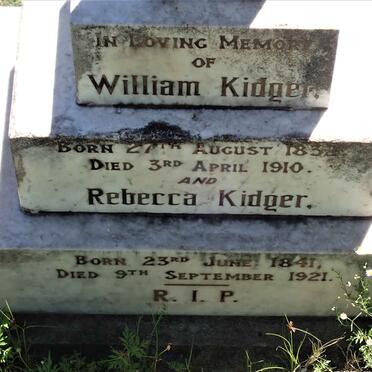 IN LOVING MEMORY
OF
William Kidger.
BORN 27TH AUGUST
DIED 3RD APRIL 1910.
AND
Rebecca Kidger.
BORN 23RD JUNE 1841.
DIED 9TH SEPTEMBER 1921.
R.I.P.